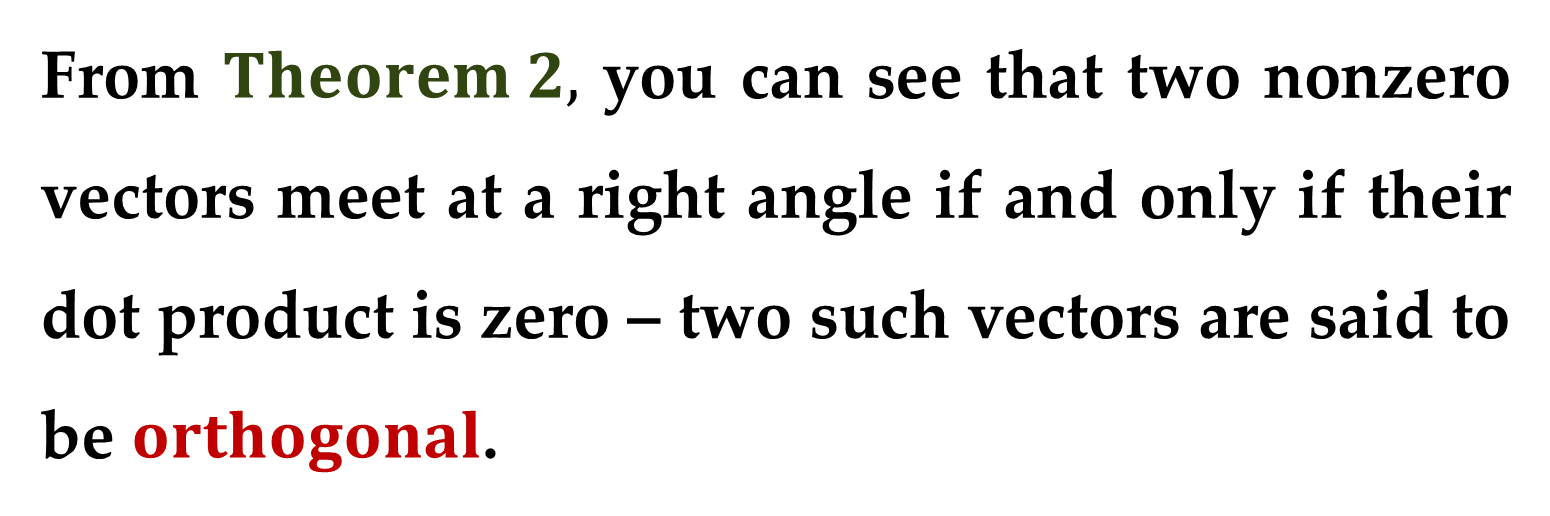 From Theorem 2, you can see that two nonzero
vectors meet at a right angle if and only if their
dot product is zero – two such vectors are said to
be orthogonal.